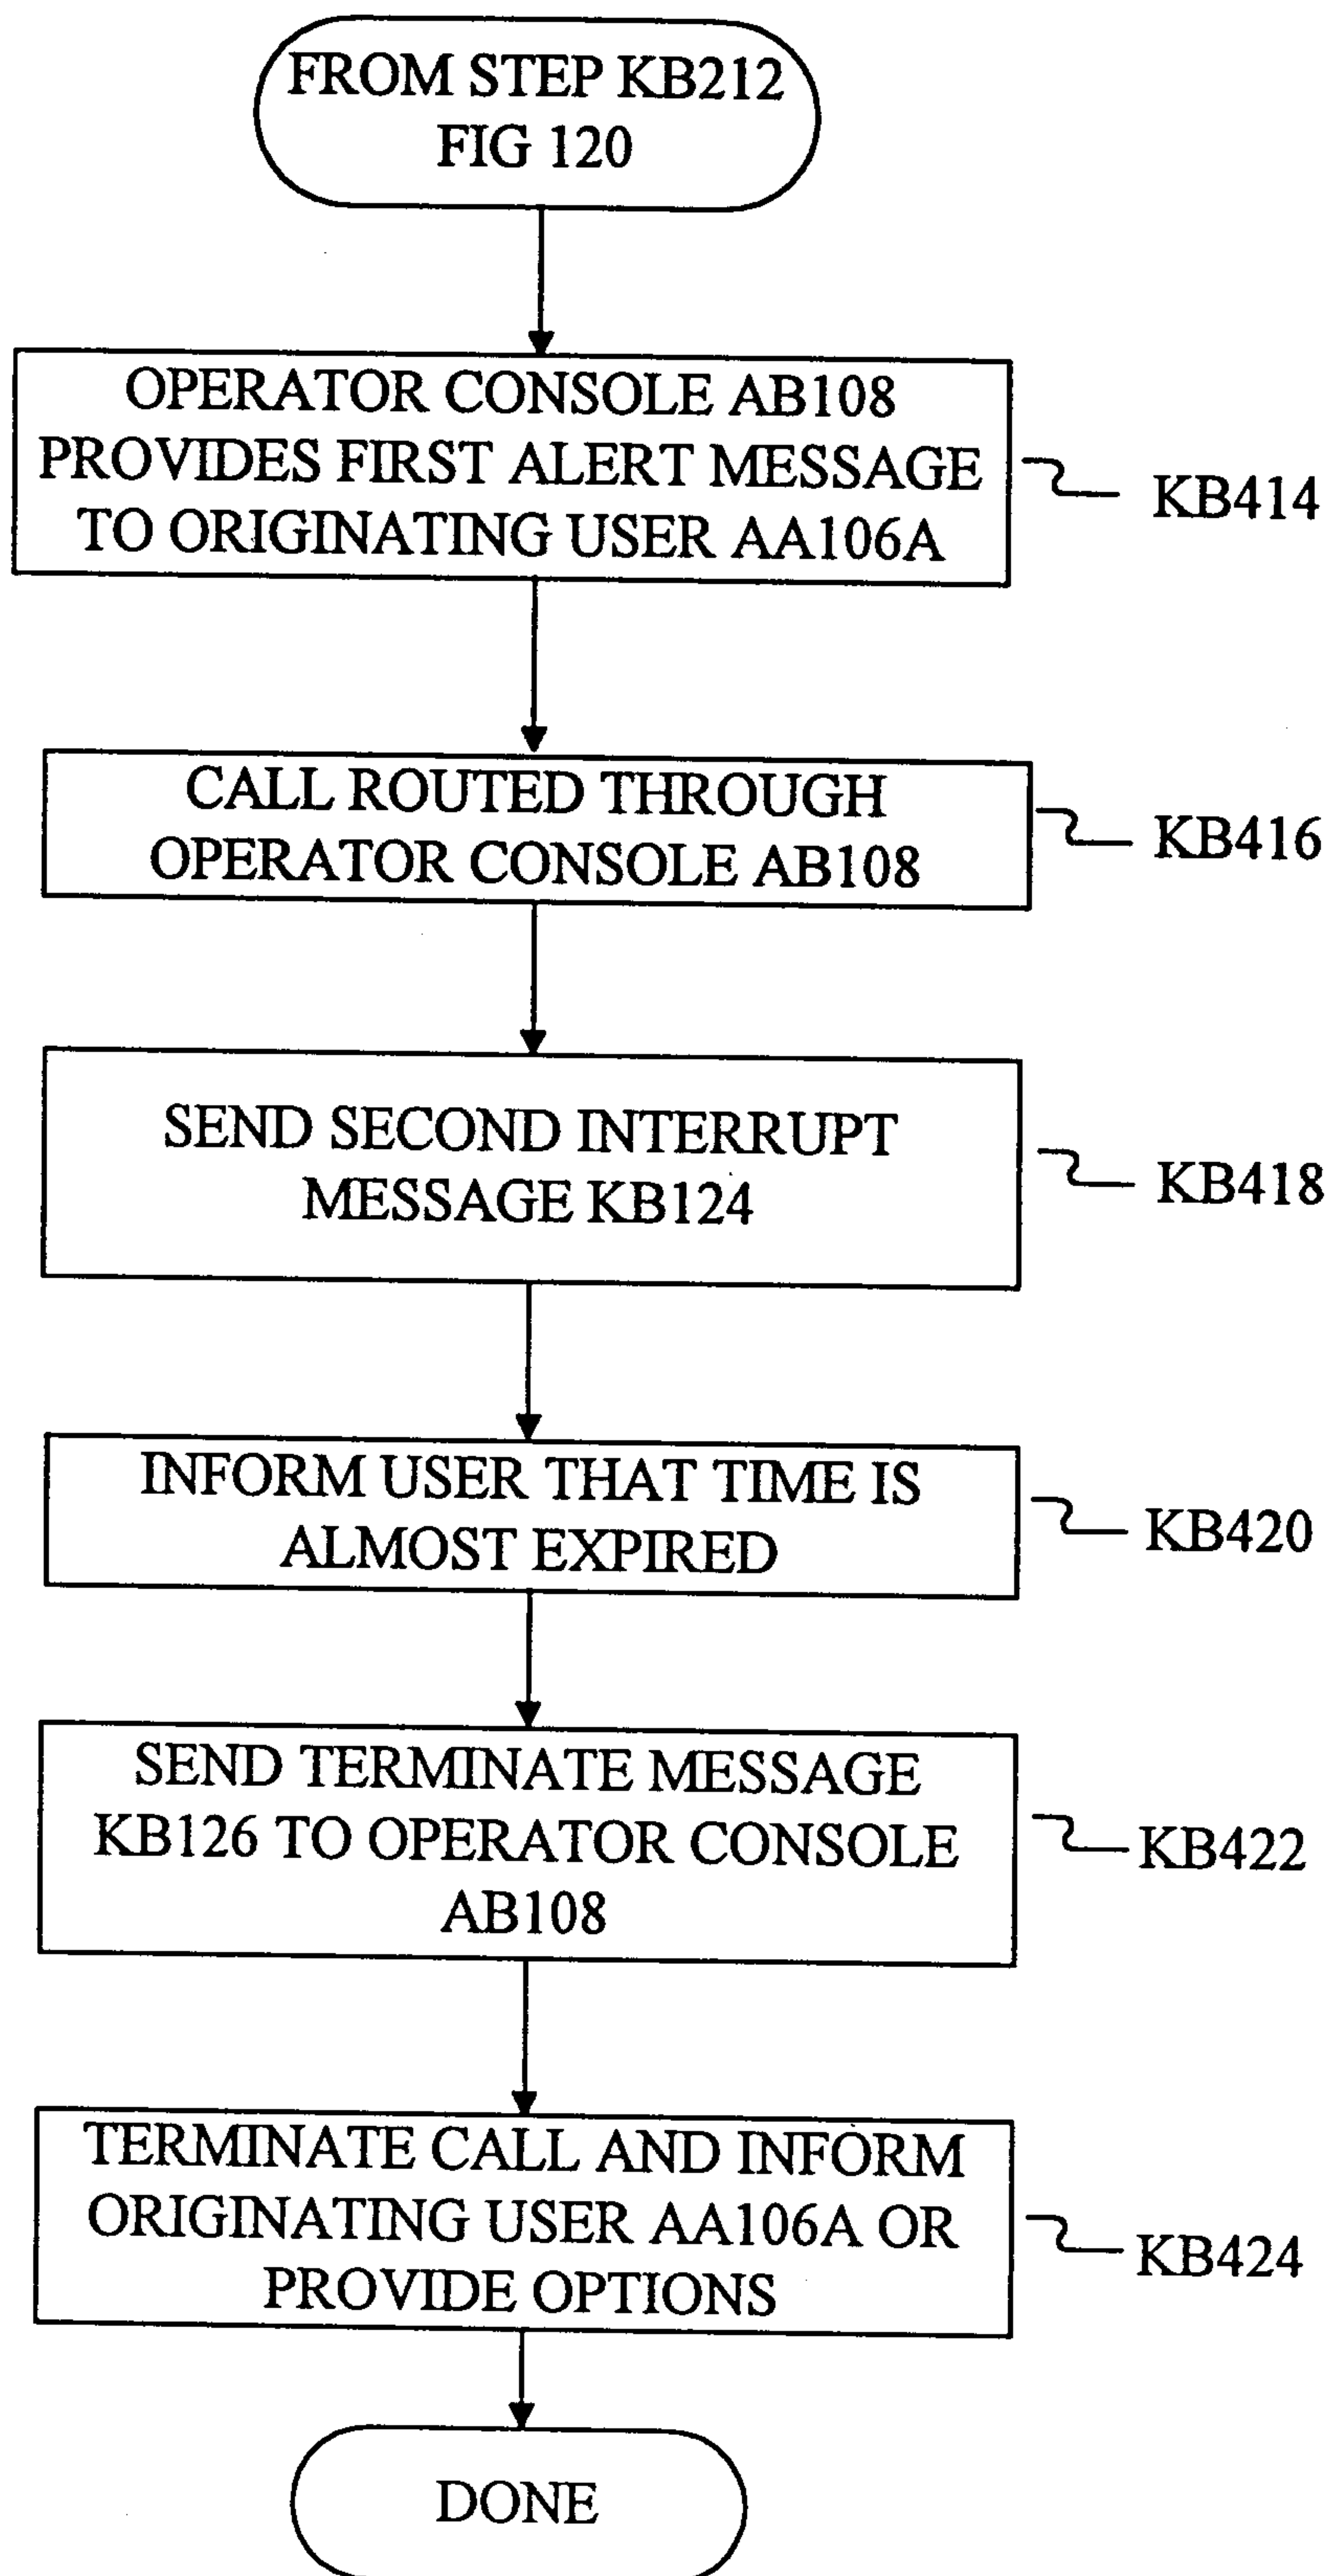 FROM STEP KB212
FIG 120
OPERATOR CONSOLE AB108
PROVIDES FIRST ALERT MESSAGE
TO ORIGINATING USER AA106A
KB414
CALL ROUTED THROUGH
OPERATOR CONSOLE AB108
KB416
SEND SECOND INTERRUPT
MESSAGE KB124
KB418
INFORM USER THAT TIME IS
ALMOST EXPIRED
KB420
SEND TERMINATE MESSAGE
KB126 TO OPERATOR CONSOLE
AB108
KB422
TERMINATE CALL AND INFORM
ORIGINATING USER AA106A OR
PROVIDE OPTIONS
KB424
DONE